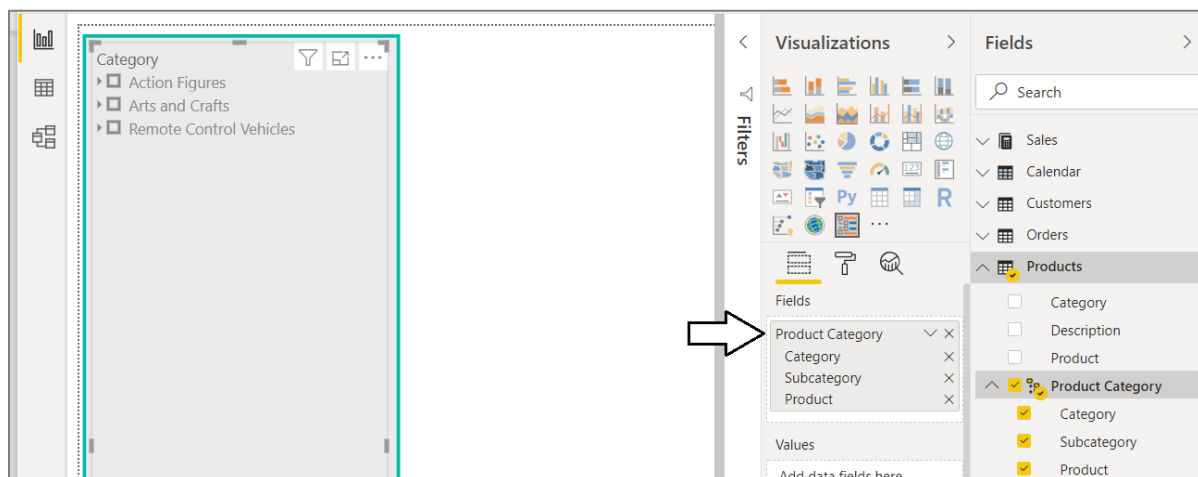 Category
Action Figures
Arts and Crafts
Remote Control Vehicles
Filters
Visualizations
123
Py
R
Fields
Product Category
Category
Subcategory
Product
Values
Add data fields here
Fields
Search
Sales
Calendar
Customers
Orders
Products
Category
Description
Product
Product Category
Category
Subcategory
Product